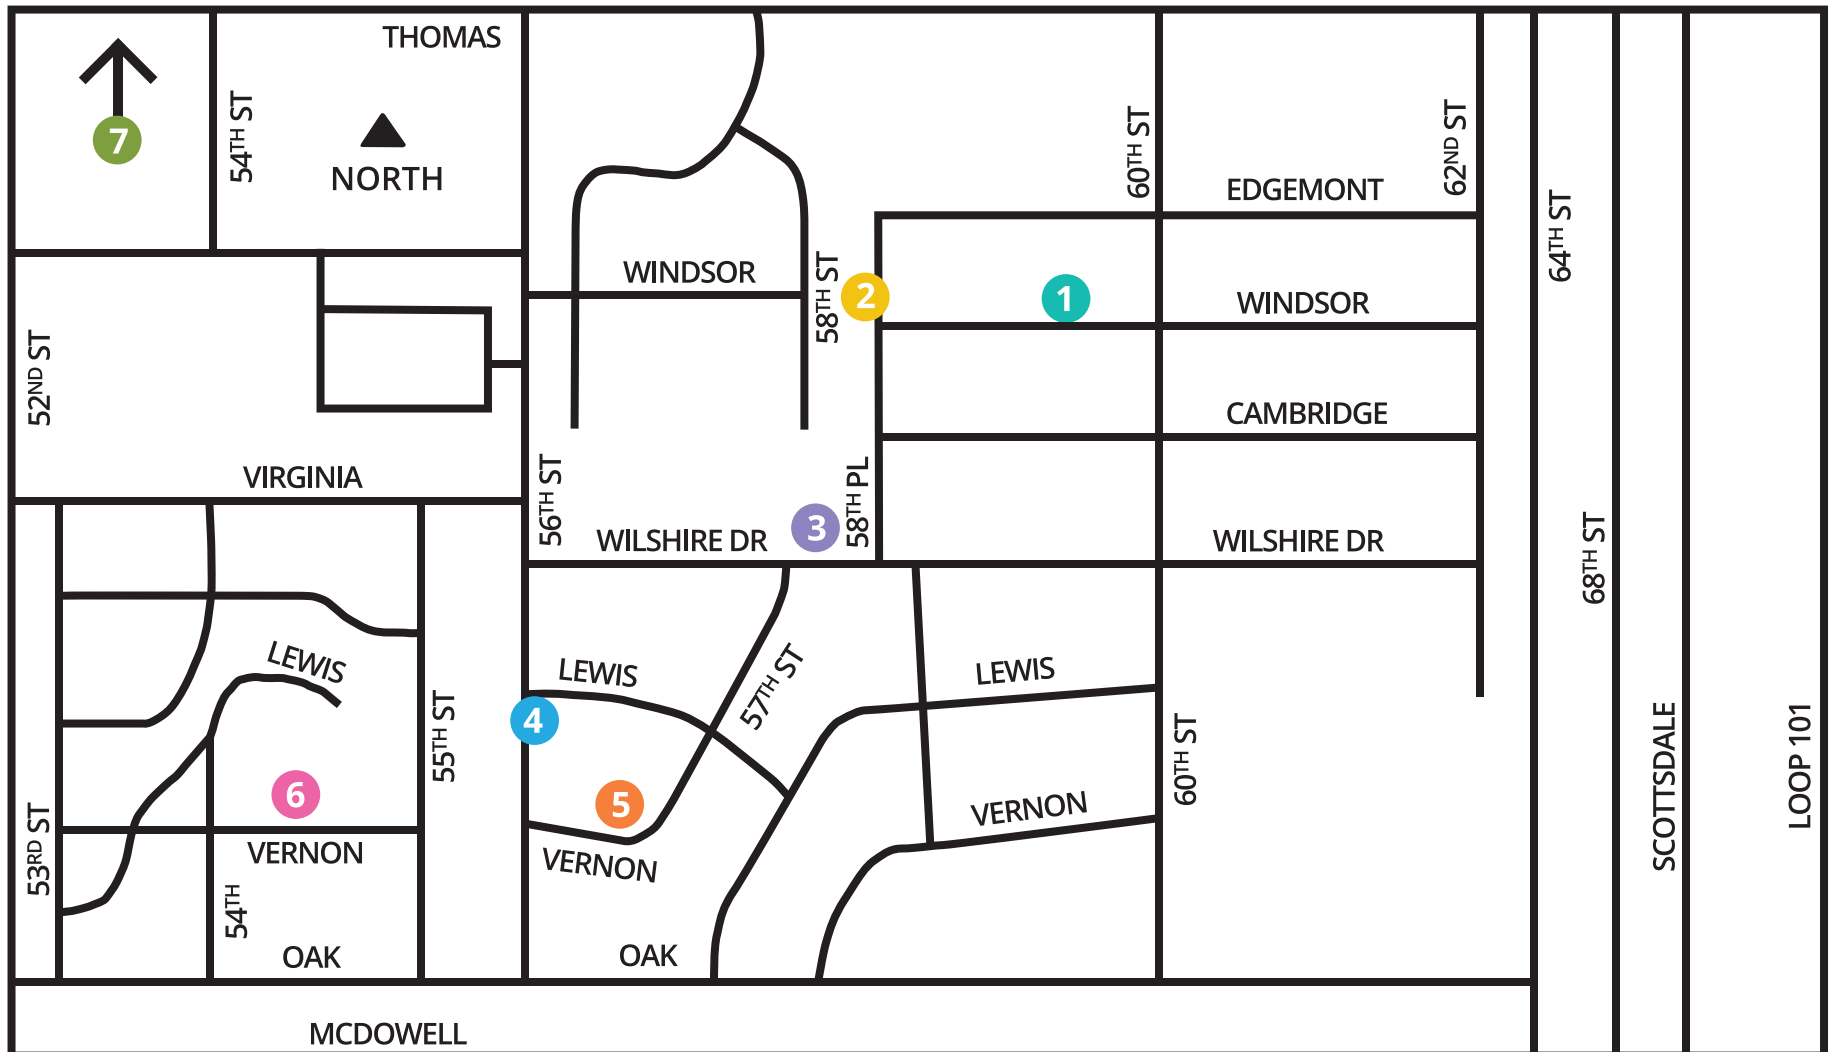 THOMAS
7
54TH ST
NORTH
60TH ST
62ND ST
EDGEMONT
64TH ST
WINDSOR
58TH ST
2
1
WINDSOR
52ND ST
CAMBRIDGE
VIRGINIA
56TH ST
WILSHIRE DR
3
58TH PL
WILSHIRE DR
68TH ST
LEWIS
LEWIS
57TH ST
LEWIS
55TH ST
4
60TH ST
SCOTTSDALE
LOOP 101
6
5
VERNON
53RD ST
VERNON
VERNON
54TH
OAK
OAK
MCDOWELL